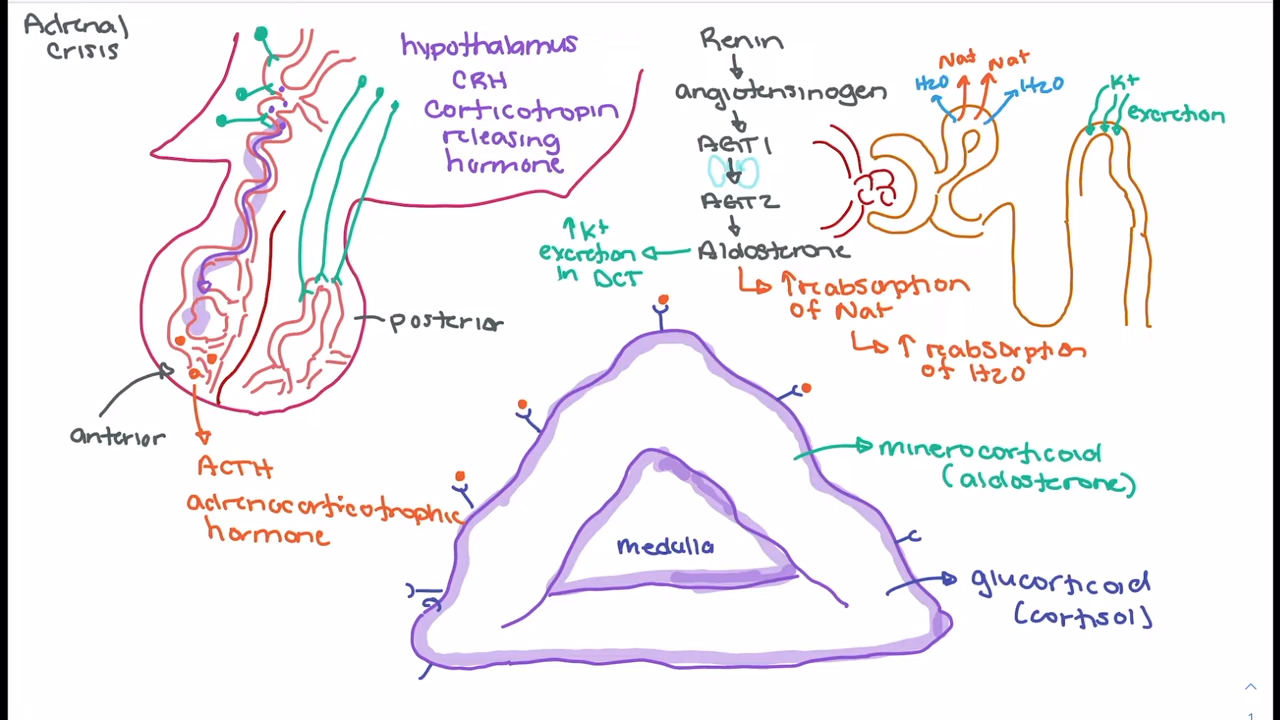 Adrenal
crisis
hypothalamus
CRH
corticotropin
releasing
hormone
posterior
anterior
ACTH
adrenocorticotrophic
hormone
Renin
angiotensinogen
AGT1
AGT2
Aldosterone
↑K+
excretion
in DCT
↑reabsorption
of Na+
↑ reabsorption
of H2O
H2O
Na+
Na+
H2O
K+
excretion
medulla
minerocorticoid
(aldosterone)
glucorticoid
(cortisol)
1